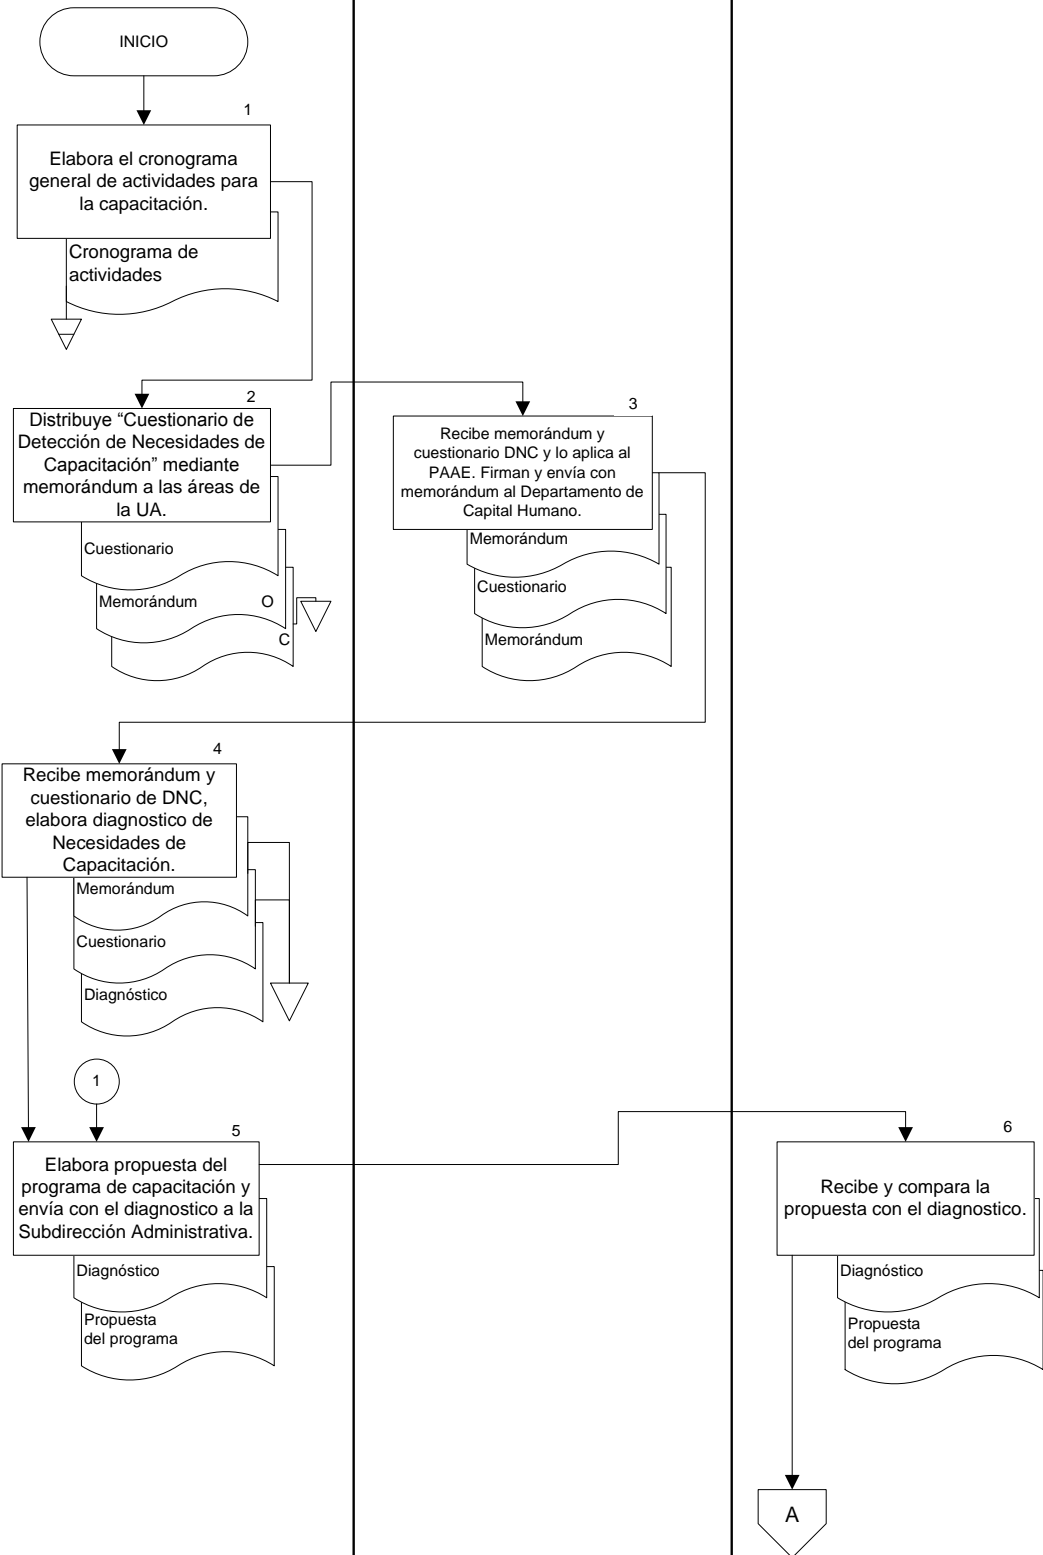 INICIO
1
Elabora el cronograma
general de actividades para
la capacitación.
Cronograma de
actividades
2
Distribuye “Cuestionario de
Detección de Necesidades de
Capacitación” mediante
memorándum a las áreas de
la UA.
Cuestionario
Memorándum O
C
3
Recibe memorándum y
cuestionario DNC y lo aplica al
PAAE. Firman y envía con
memorándum al Departamento de
Capital Humano.
Memorándum
Cuestionario
Memorándum
4
Recibe memorándum y
cuestionario de DNC,
elabora diagnostico de
Necesidades de
Capacitación.
Memorándum
Cuestionario
Diagnóstico
1
5
Elabora propuesta del
programa de capacitación y
envía con el diagnostico a la
Subdirección Administrativa.
Diagnóstico
Propuesta
del programa
6
Recibe y compara la
propuesta con el diagnostico.
Diagnóstico
Propuesta
del programa
A